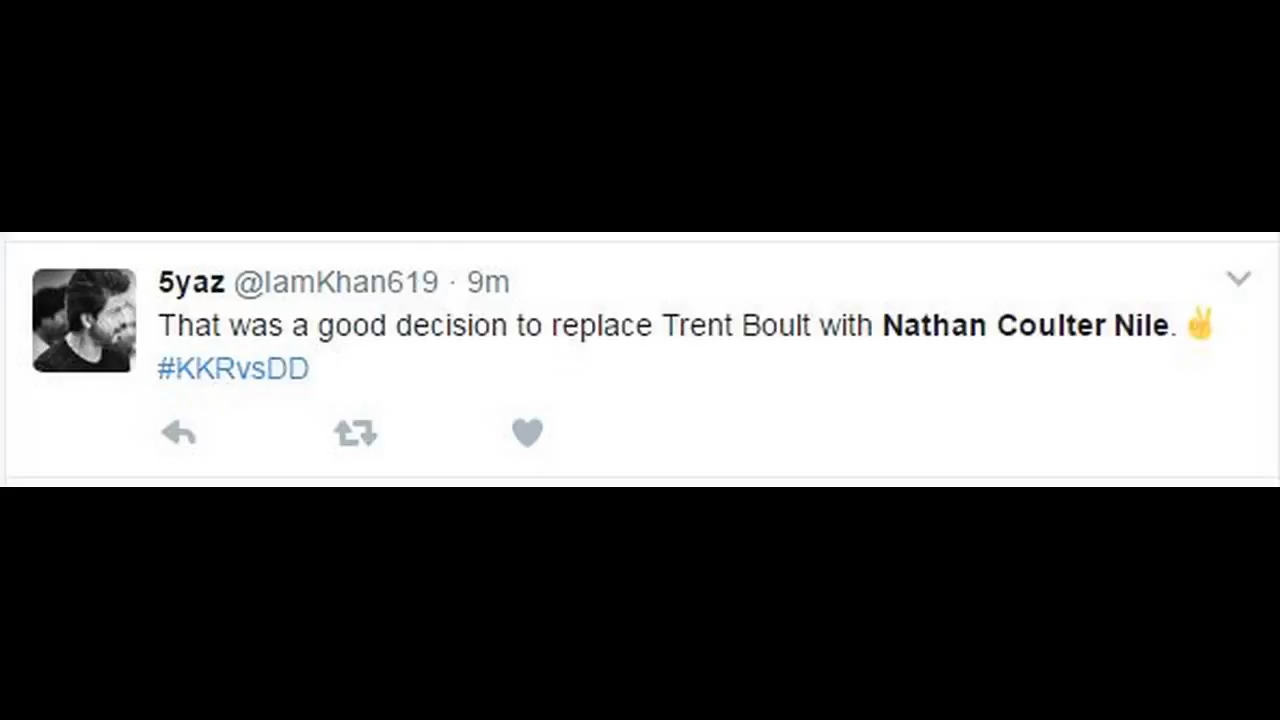 5yaz @IamKhan619 · 9m
That was a good decision to replace Trent Boult with Nathan Coulter Nile. ✌
#KKRvsDD